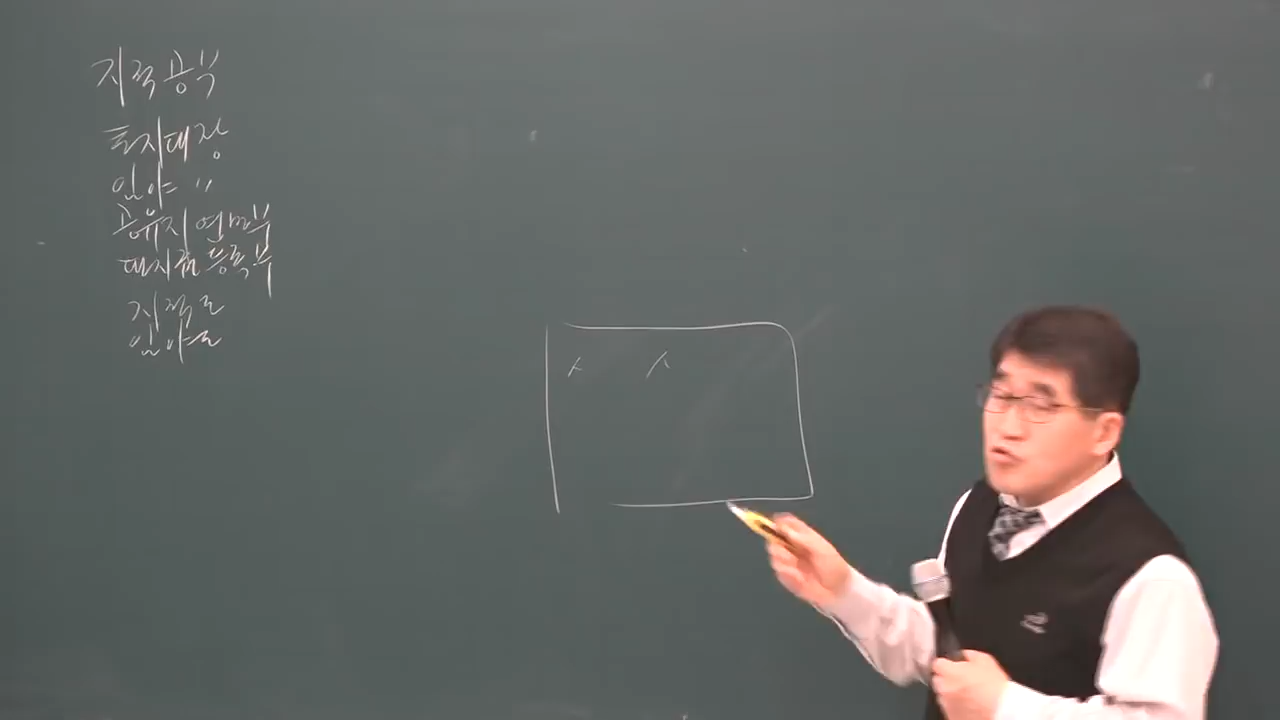 지적공부
토지대장
임야 〃
공유지연명부
대지권등록부
지적도
임야도